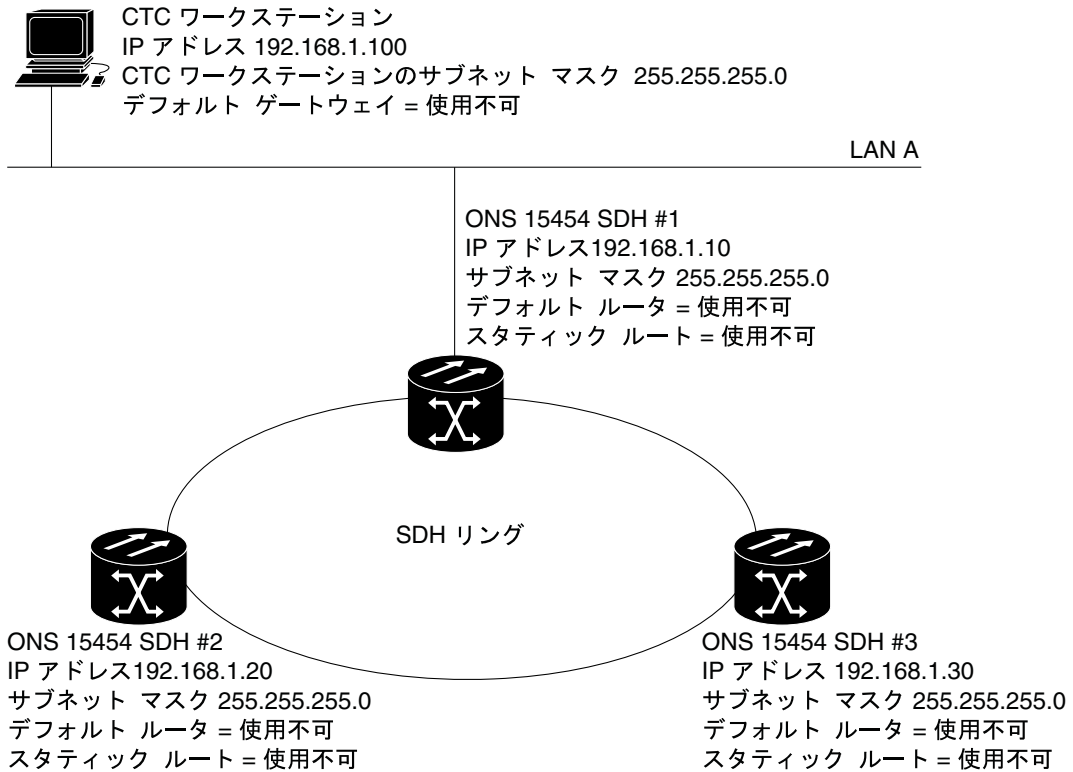 CTC ワークステーション
IP アドレス 192.168.1.100
CTC ワークステーションのサブネット マスク 255.255.255.0
デフォルト ゲートウェイ = 使用不可
LAN A
ONS 15454 SDH #1
IP アドレス192.168.1.10
サブネット マスク 255.255.255.0
デフォルト ルータ = 使用不可
スタティック ルート = 使用不可
SDH リング
ONS 15454 SDH #2
IP アドレス192.168.1.20
サブネット マスク 255.255.255.0
デフォルト ルータ = 使用不可
スタティック ルート = 使用不可
ONS 15454 SDH #3
IP アドレス 192.168.1.30
サブネット マスク 255.255.255.0
デフォルト ルータ = 使用不可
スタティック ルート = 使用不可